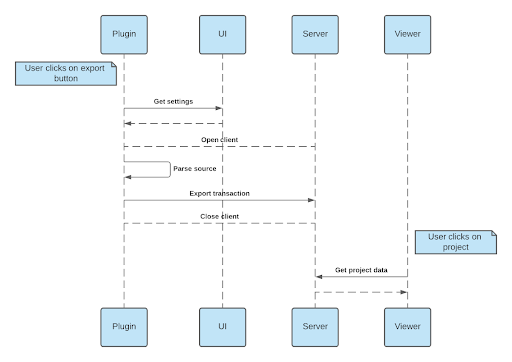 Plugin
UI
Server
Viewer
User clicks on export
button
Get settings
Open client
Parse source
Export transaction
Close client
User clicks on
project
Get project data
Plugin
UI
Server
Viewer